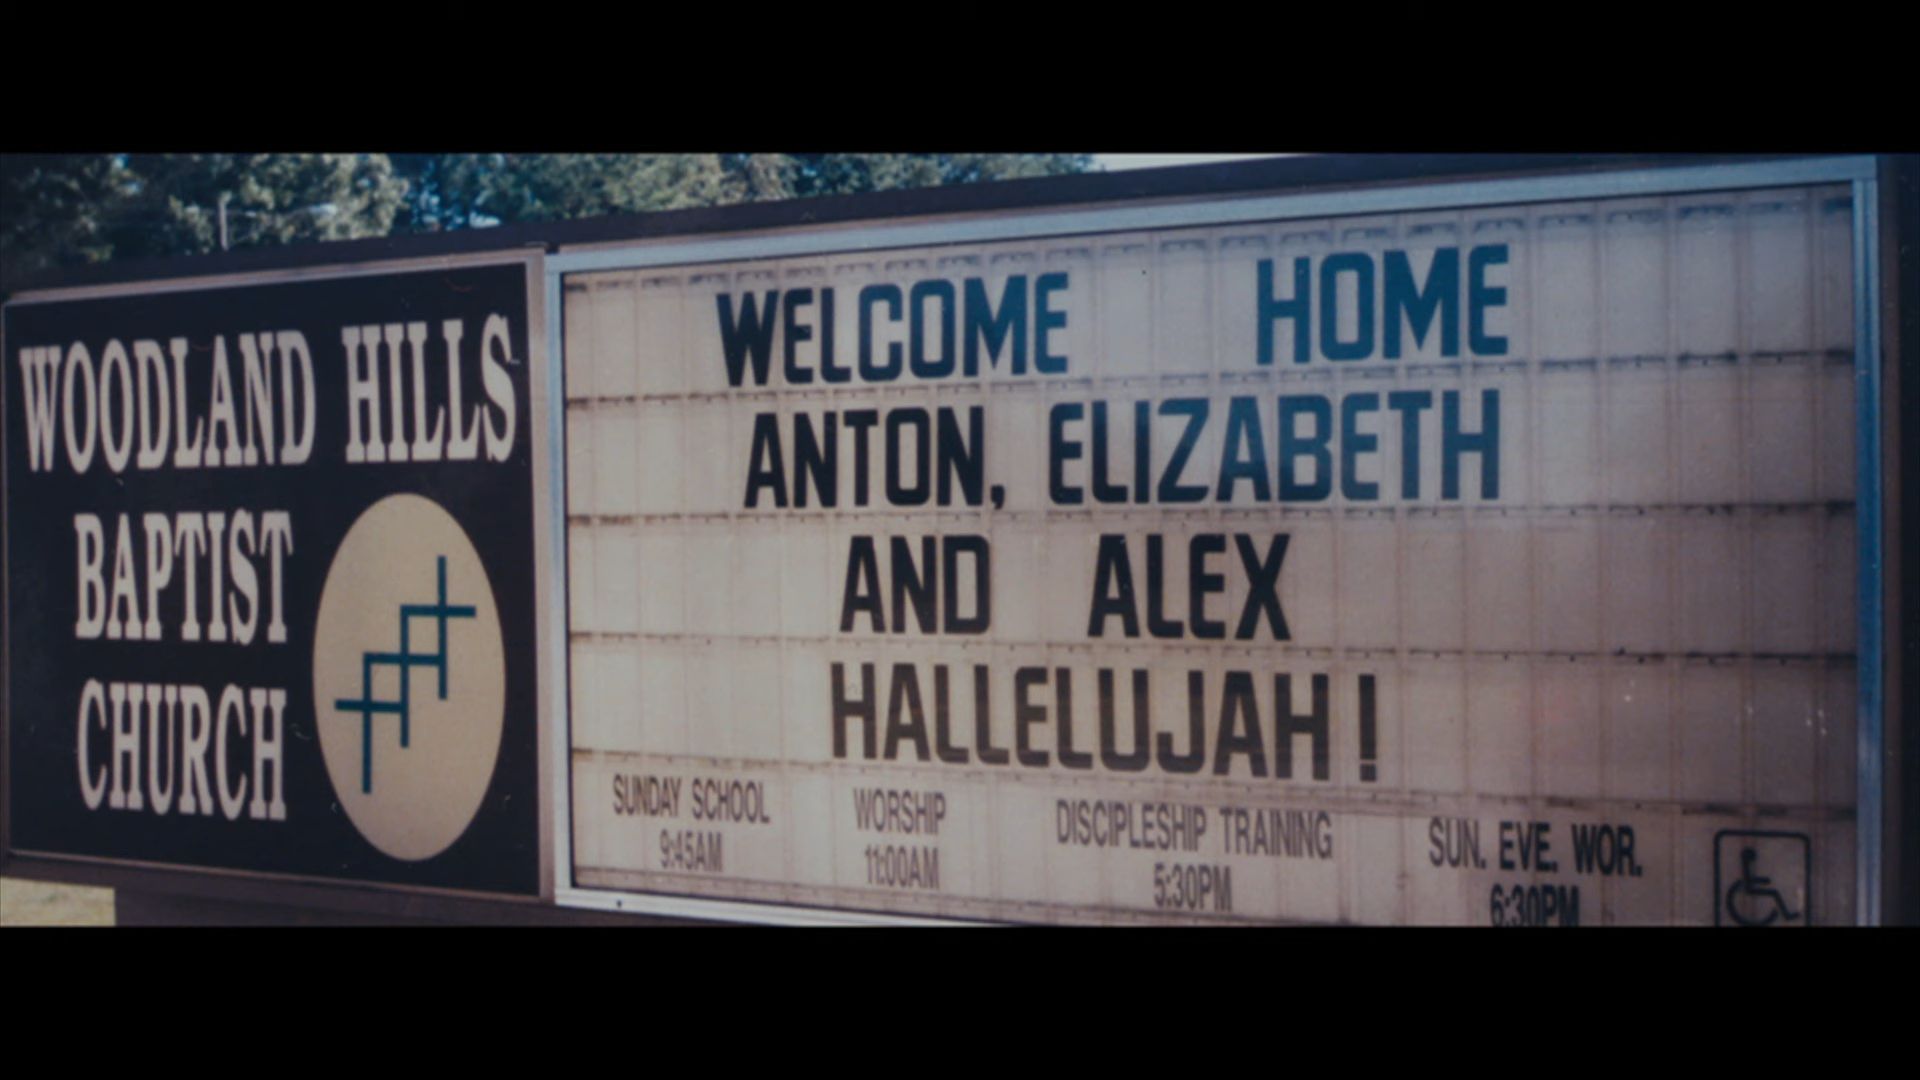 WOODLAND HILLS
BAPTIST
CHURCH
WELCOME HOME
ANTON, ELIZABETH
AND ALEX
HALLELUJAH!
SUNDAY SCHOOL
9:45AM
WORSHIP
11:00AM
DISCIPLESHIP TRAINING
5:30PM
SUN. EVE. WOR.
6:30PM